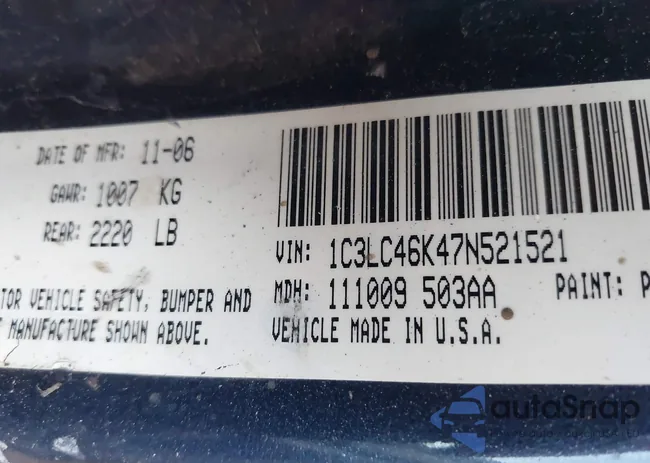 DATE OF MFR: 11-06
GAWR: 1007 KG
REAR: 2220 LB
VIN: 1C3LC46K47N521521
TOR VEHICLE SAFETY, BUMPER AND
MDH: 111009 503AA PAINT: P
T MANUFACTURE SHOWN ABOVE.
VEHICLE MADE IN U.S.A.
autoSnap